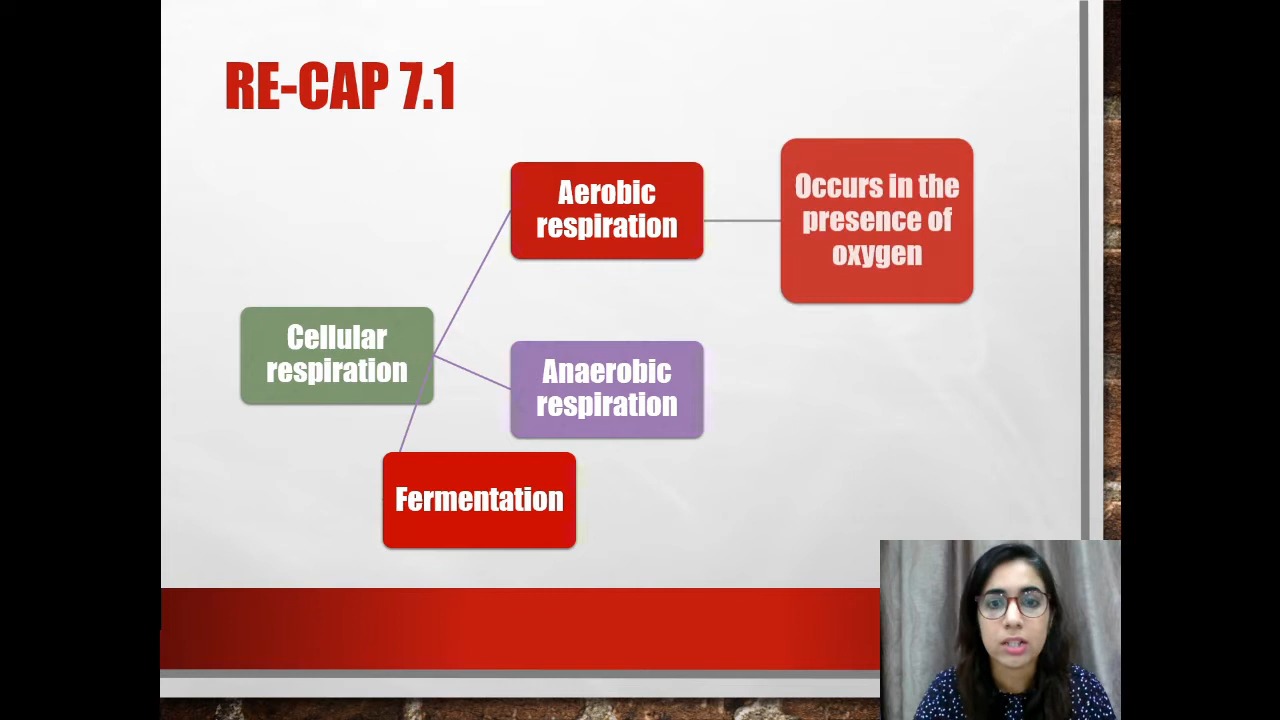 RE-CAP 7.1
Aerobic
respiration
Occurs in the
presence of
oxygen
Cellular
respiration
Anaerobic
respiration
Fermentation